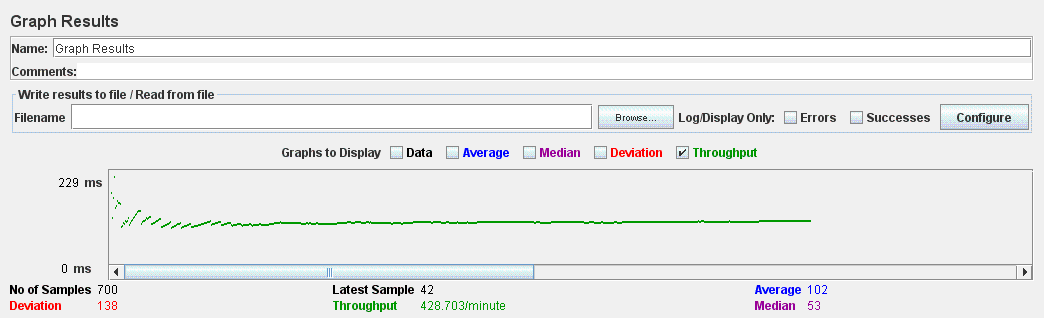 Graph Results
Name: Graph Results
Comments:
Write results to file / Read from file
Filename Browse... Log/Display Only: Errors Successes Configure
Graphs to Display Data Average Median Deviation Throughput
229 ms
0 ms
No of Samples 700 Latest Sample 42 Average 102
Deviation 138 Throughput 428.703/minute Median 53